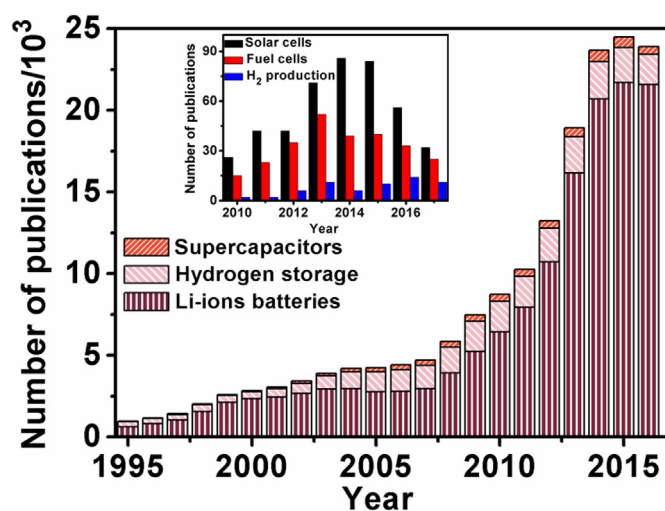 Number of publications/10³
25
20
15
10
5
0
1995
2000
2005
2010
2015
Year
Supercapacitors
Hydrogen storage
Li-ions batteries
Number of publications
90
60
30
0
2010
2012
2014
2016
Year
Solar cells
Fuel cells
H₂ production